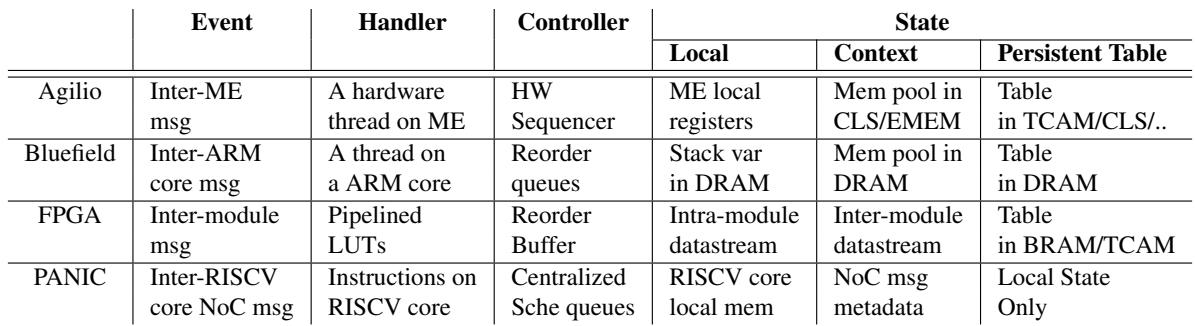 Event Handler Controller State
Local Context Persistent Table
Agilio Inter-ME A hardware HW ME local Mem pool in Table
msg thread on ME Sequencer registers CLS/EMEM in TCAM/CLS/..
Bluefield Inter-ARM A thread on Reorder Stack var Mem pool in Table
core msg a ARM core queues in DRAM DRAM in DRAM
FPGA Inter-module Pipelined Reorder Intra-module Inter-module Table
msg LUTs Buffer datastream datastream in BRAM/TCAM
PANIC Inter-RISCV Instructions on Centralized RISCV core NoC msg Local State
core NoC msg RISCV core Sche queues local mem metadata Only